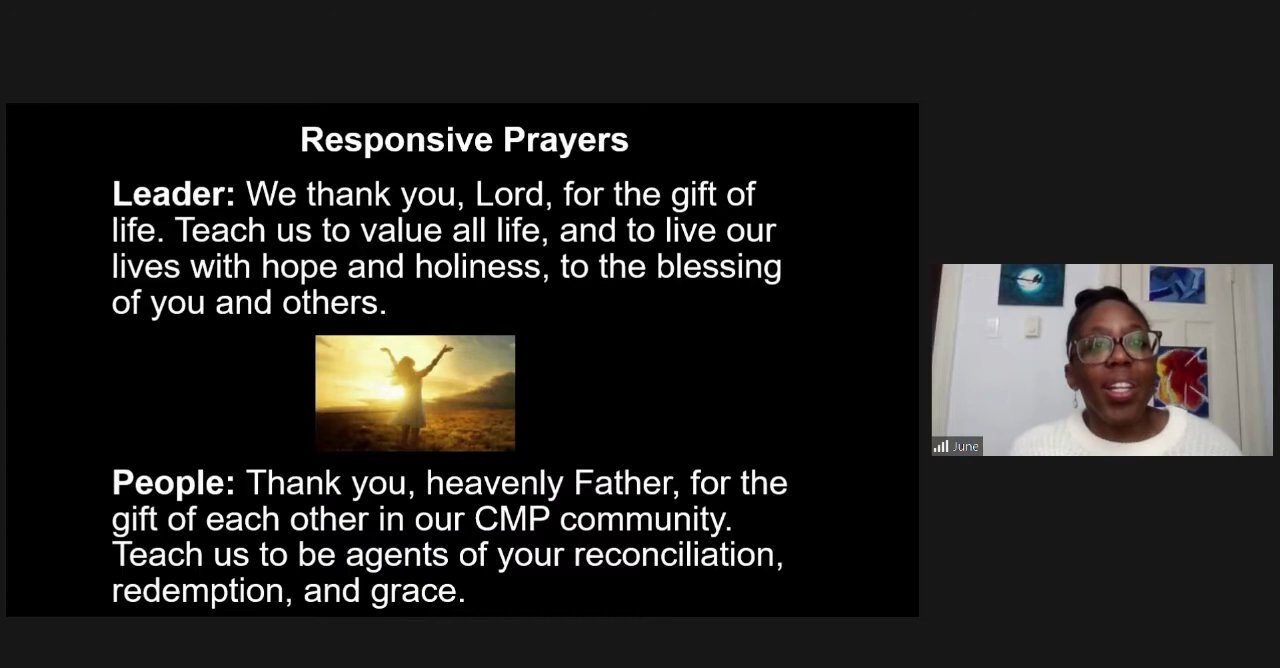 Responsive Prayers
Leader: We thank you, Lord, for the gift of
life. Teach us to value all life, and to live our
lives with hope and holiness, to the blessing
of you and others.
People: Thank you, heavenly Father, for the
gift of each other in our CMP community.
Teach us to be agents of your reconciliation,
redemption, and grace.
June